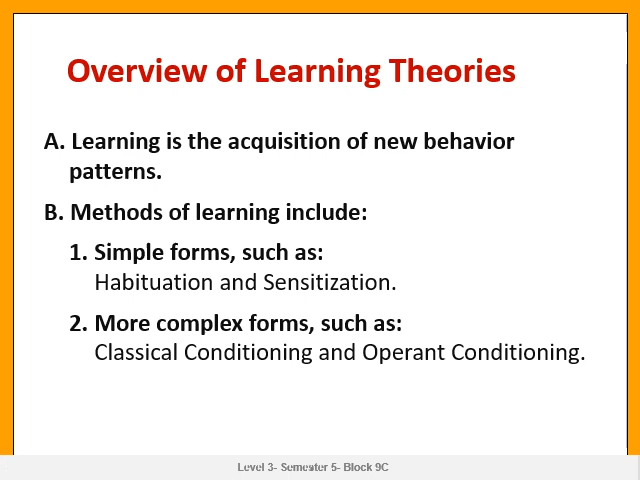 Overview of Learning Theories
A. Learning is the acquisition of new behavior
patterns.
B. Methods of learning include:
1. Simple forms, such as:
Habituation and Sensitization.
2. More complex forms, such as:
Classical Conditioning and Operant Conditioning.
Level 3- Semester 5- Block 9C